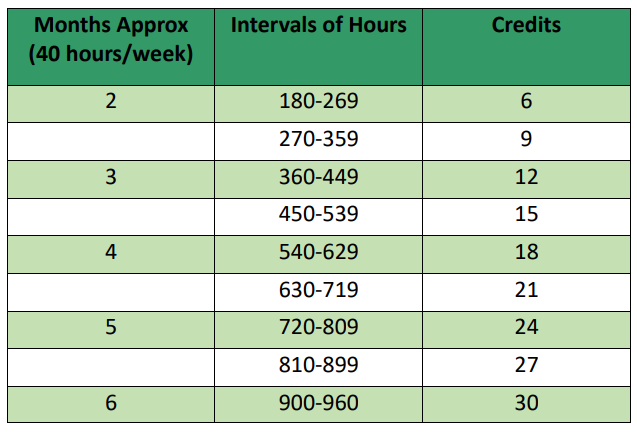 Months Approx (40 hours/week) Intervals of Hours Credits
2 180-269 6
270-359 9
3 360-449 12
450-539 15
4 540-629 18
630-719 21
5 720-809 24
810-899 27
6 900-960 30